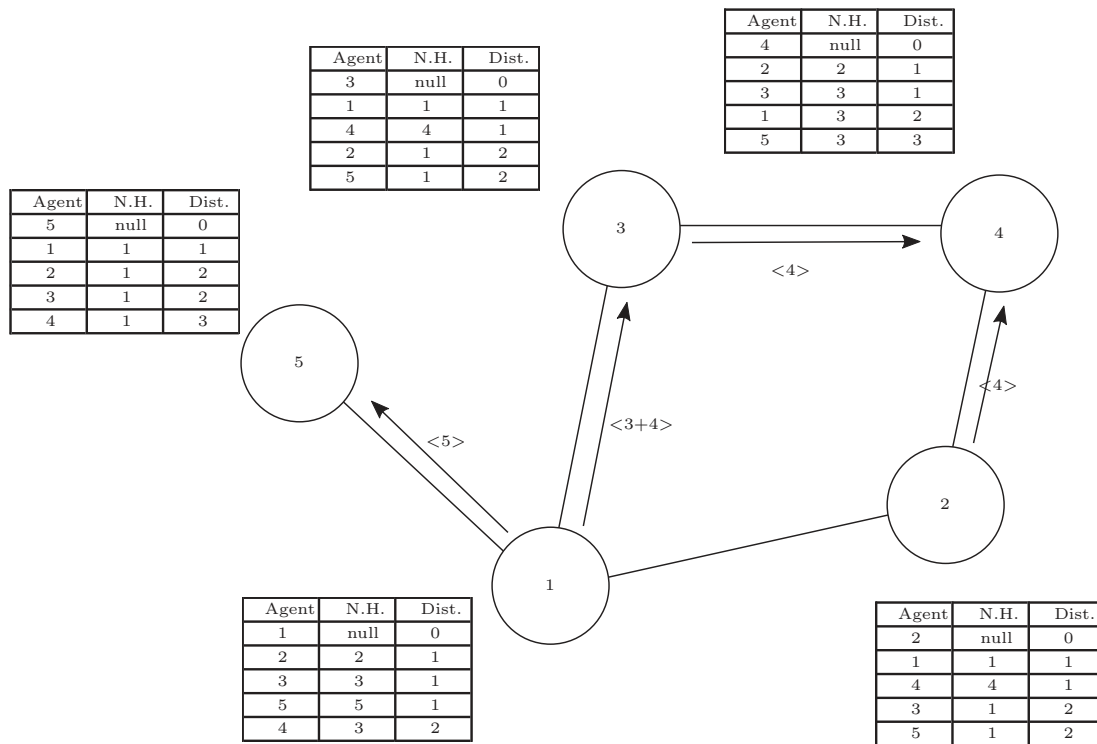 Agent N.H. Dist.
4 null 0
2 2 1
3 3 1
1 3 2
5 3 3
Agent N.H. Dist.
3 null 0
1 1 1
4 4 1
2 1 2
5 1 2
Agent N.H. Dist.
5 null 0
1 1 1
2 1 2
3 1 2
4 1 3
3
4
<4>
5
<4>
<3+4>
<5>
2
1
Agent N.H. Dist.
1 null 0
2 2 1
3 3 1
5 5 1
4 3 2
Agent N.H. Dist.
2 null 0
1 1 1
4 4 1
3 1 2
5 1 2